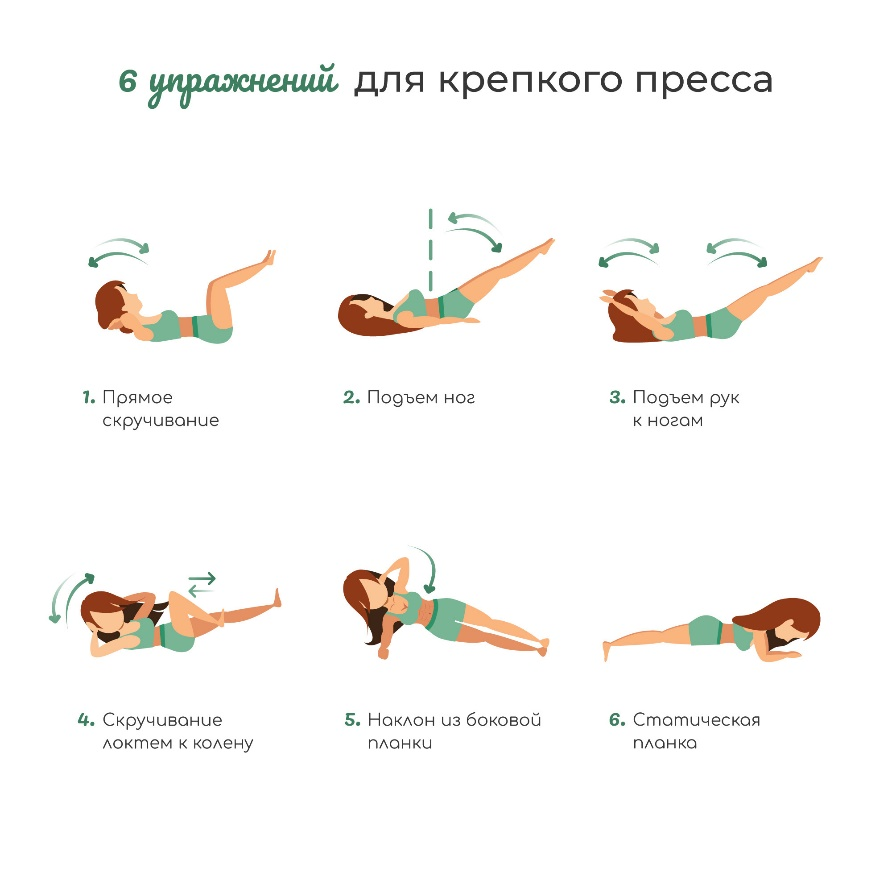 6 упражнений для крепкого пресса
1. Прямое
скручивание
2. Подъем ног
3. Подъем рук
к ногам
4. Скручивание
локтем к колену
5. Наклон из боковой
планки
6. Статическая
планка